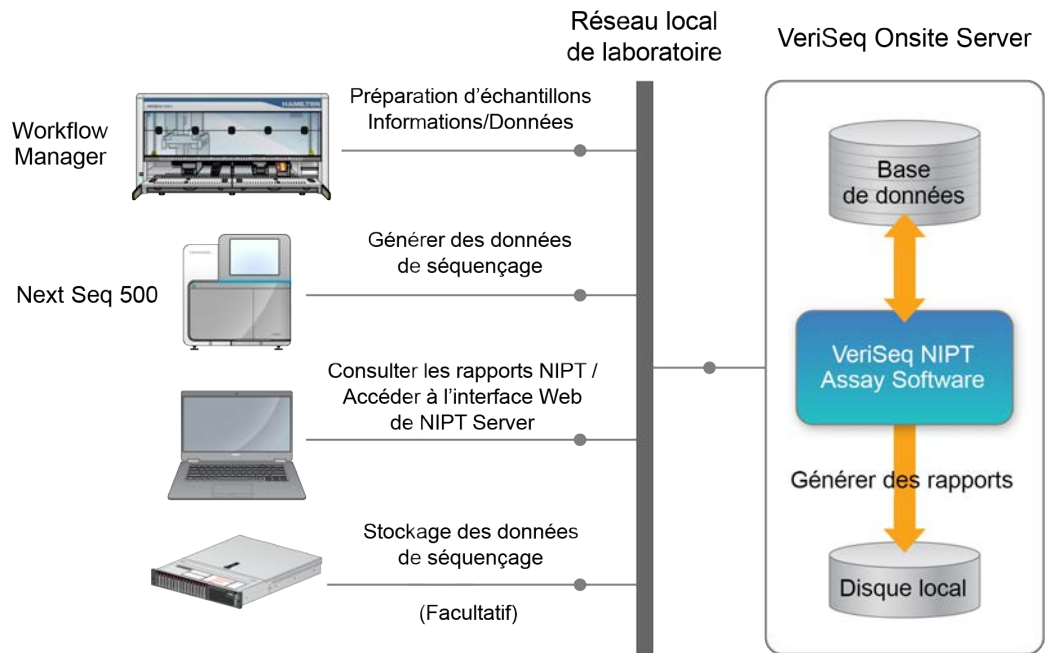 Réseau local
de laboratoire
VeriSeq Onsite Server
Workflow
Manager
HAMILTON
Préparation d'échantillons
Informations/Données
Base
de données
Next Seq 500
Générer des données
de séquençage
VeriSeq NIPT
Assay Software
Consulter les rapports NIPT /
Accéder à l'interface Web
de NIPT Server
Générer des rapports
Stockage des données
de séquençage
(Facultatif)
Disque local